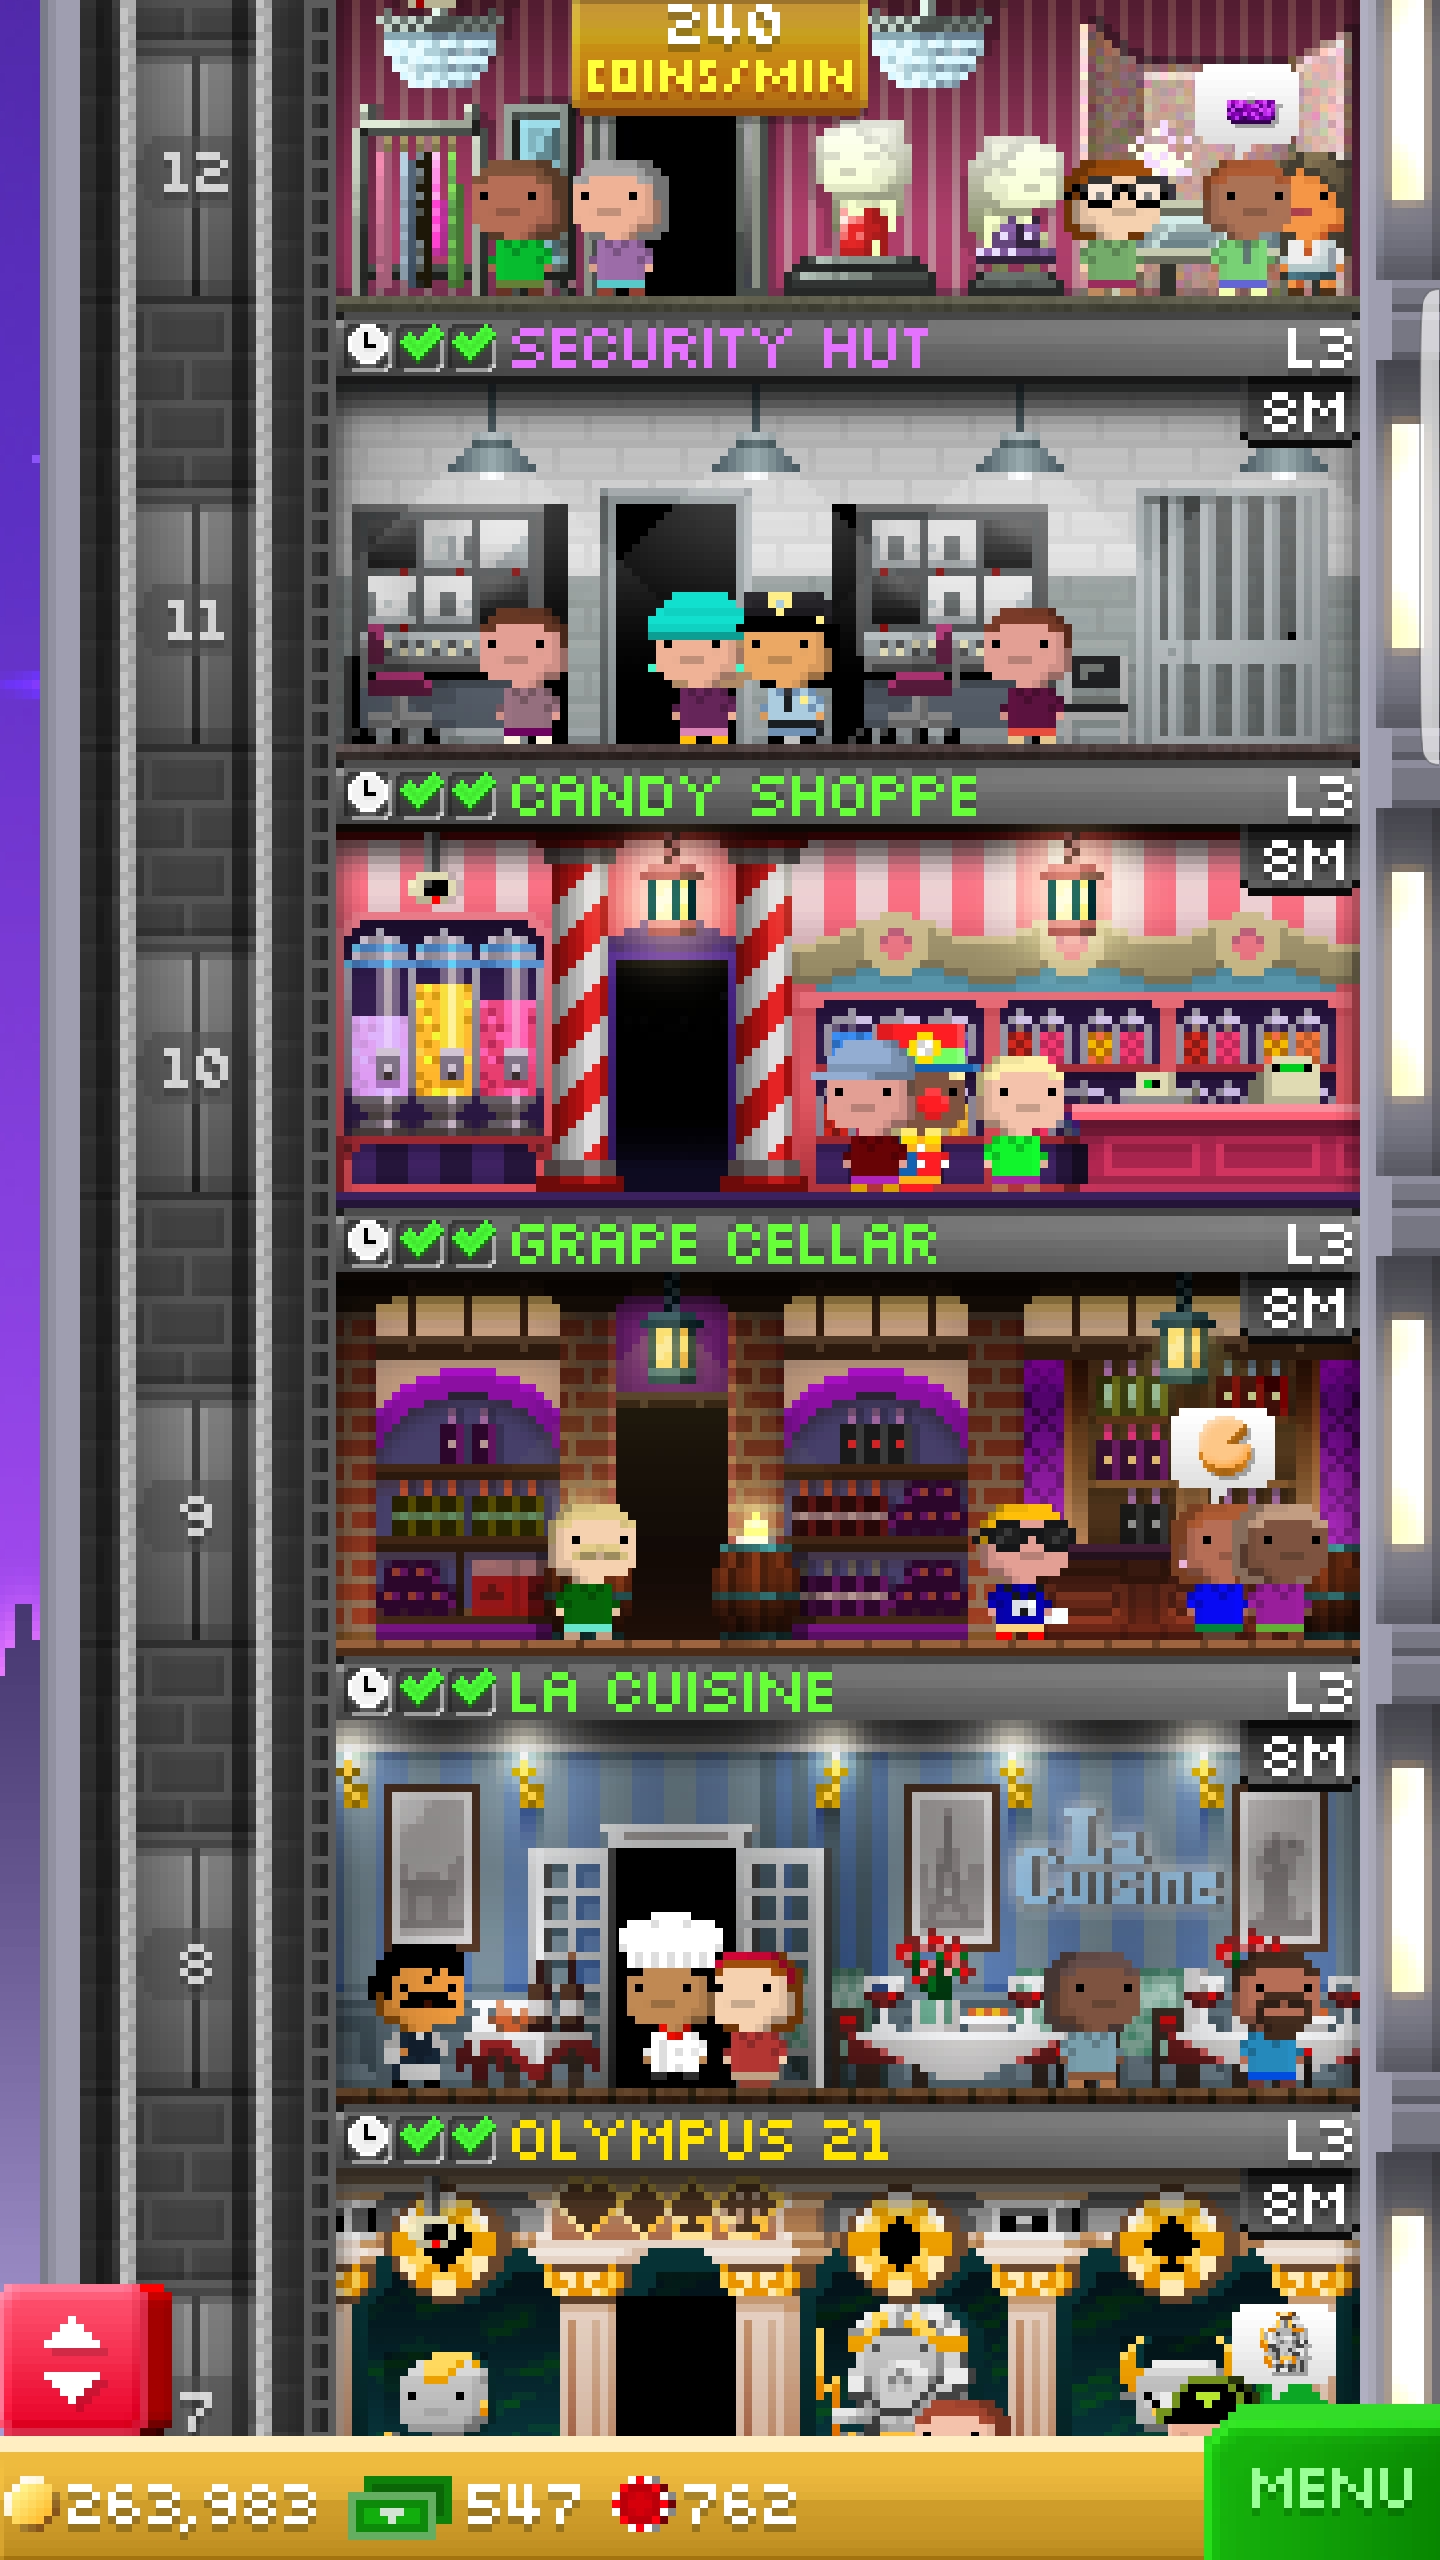 240
COINS/MIN
12
SECURITY HUT L3
8M
11
CANDY SHOPPE L3
8M
10
GRAPE CELLAR L3
8M
9
LA CUISINE L3
8M
La
Cuisine
8
OLYMPUS 21 L3
8M
7
263,983 547 762
MENU